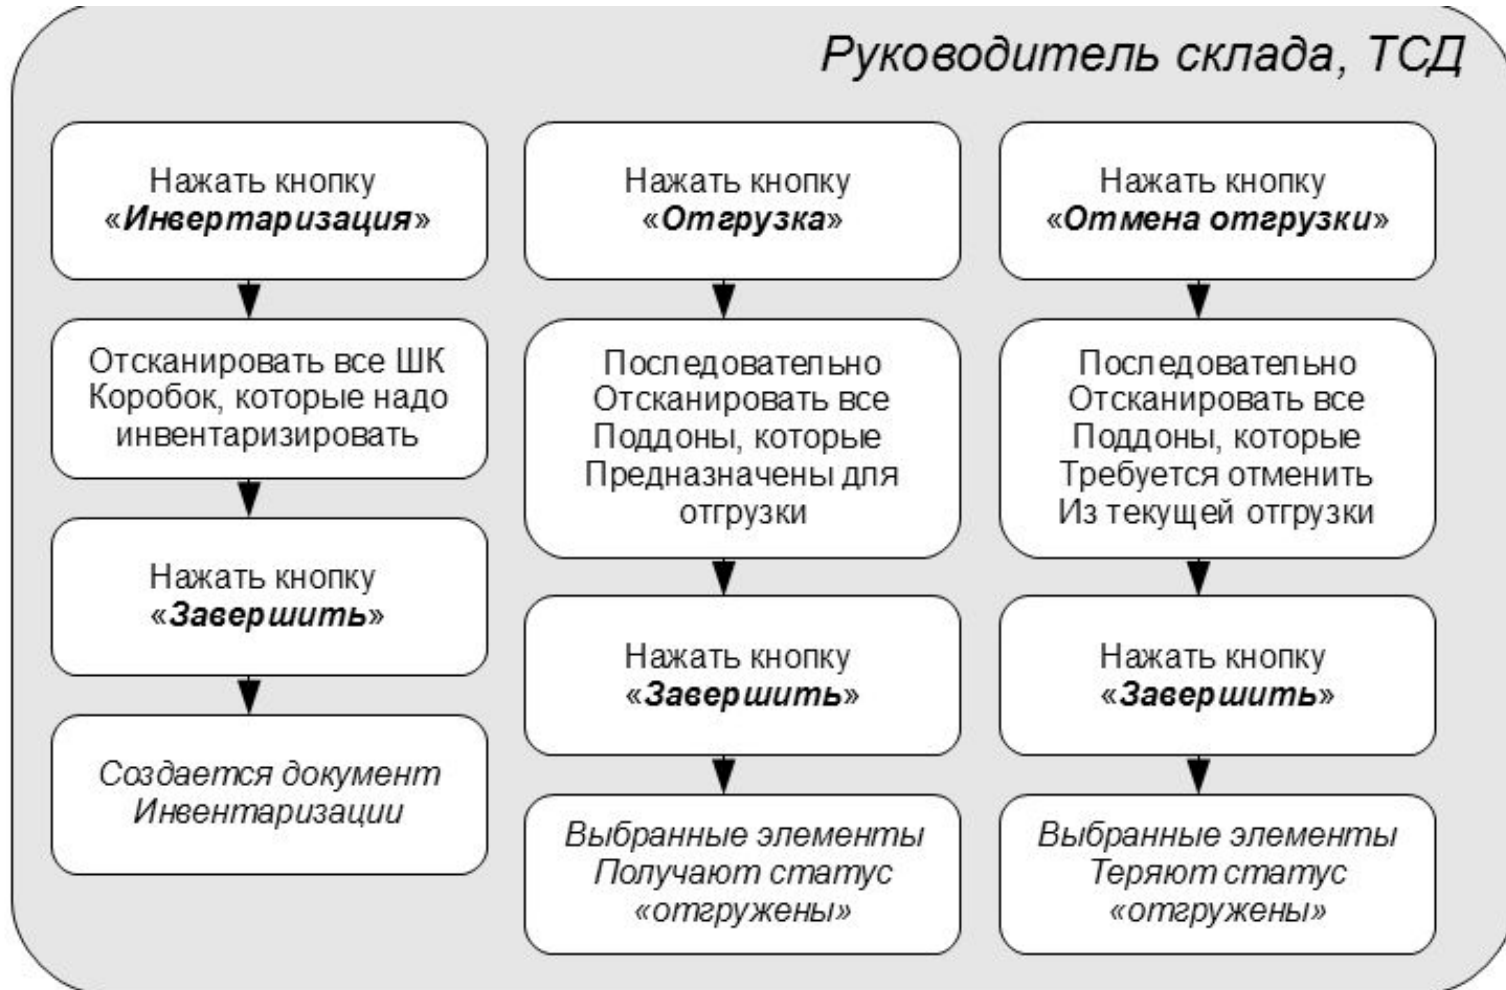 Руководитель склада, ТСД
Нажать кнопку
«Инвертаризация»
Отсканировать все ШК
Коробок, которые надо
инвентаризировать
Нажать кнопку
«Завершить»
Создается документ
Инвентаризации
Нажать кнопку
«Отгрузка»
Последовательно
Отсканировать все
Поддоны, которые
Предназначены для
отгрузки
Нажать кнопку
«Завершить»
Выбранные элементы
Получают статус
«отгружены»
Нажать кнопку
«Отмена отгрузки»
Последовательно
Отсканировать все
Поддоны, которые
Требуется отменить
Из текущей отгрузки
Нажать кнопку
«Завершить»
Выбранные элементы
Теряют статус
«отгружены»